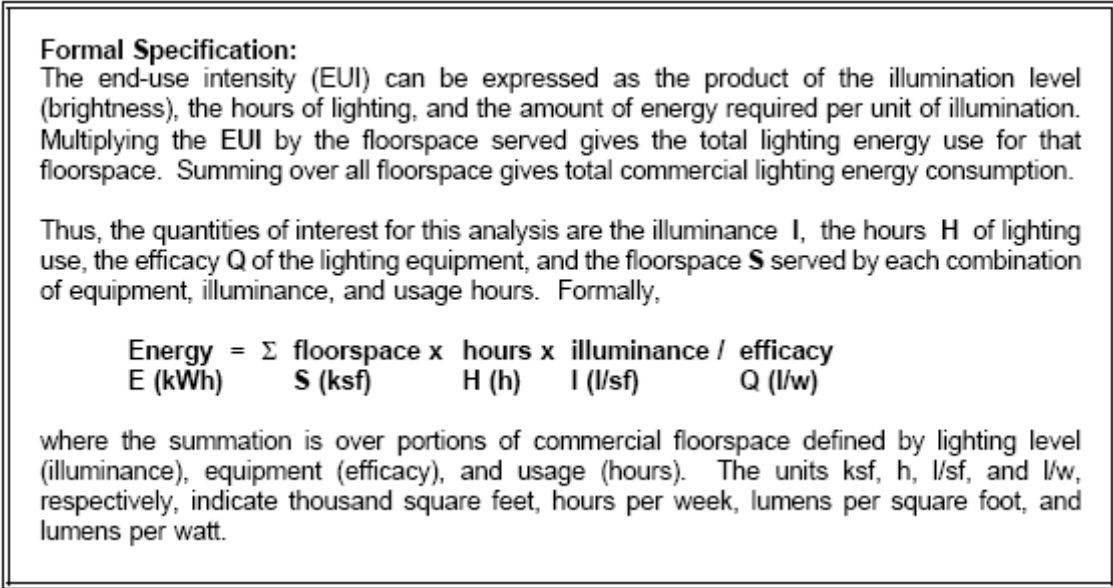 Formal Specification:
The end-use intensity (EUI) can be expressed as the product of the illumination level
(brightness), the hours of lighting, and the amount of energy required per unit of illumination.
Multiplying the EUI by the floorspace served gives the total lighting energy use for that
floorspace. Summing over all floorspace gives total commercial lighting energy consumption.
Thus, the quantities of interest for this analysis are the illuminance I, the hours H of lighting
use, the efficacy Q of the lighting equipment, and the floorspace S served by each combination
of equipment, illuminance, and usage hours. Formally,
Energy = Σ floorspace x hours x illuminance / efficacy
E (kWh) S (ksf) H (h) I (l/sf) Q (l/w)
where the summation is over portions of commercial floorspace defined by lighting level
(illuminance), equipment (efficacy), and usage (hours). The units ksf, h, l/sf, and l/w,
respectively, indicate thousand square feet, hours per week, lumens per square foot, and
lumens per watt.